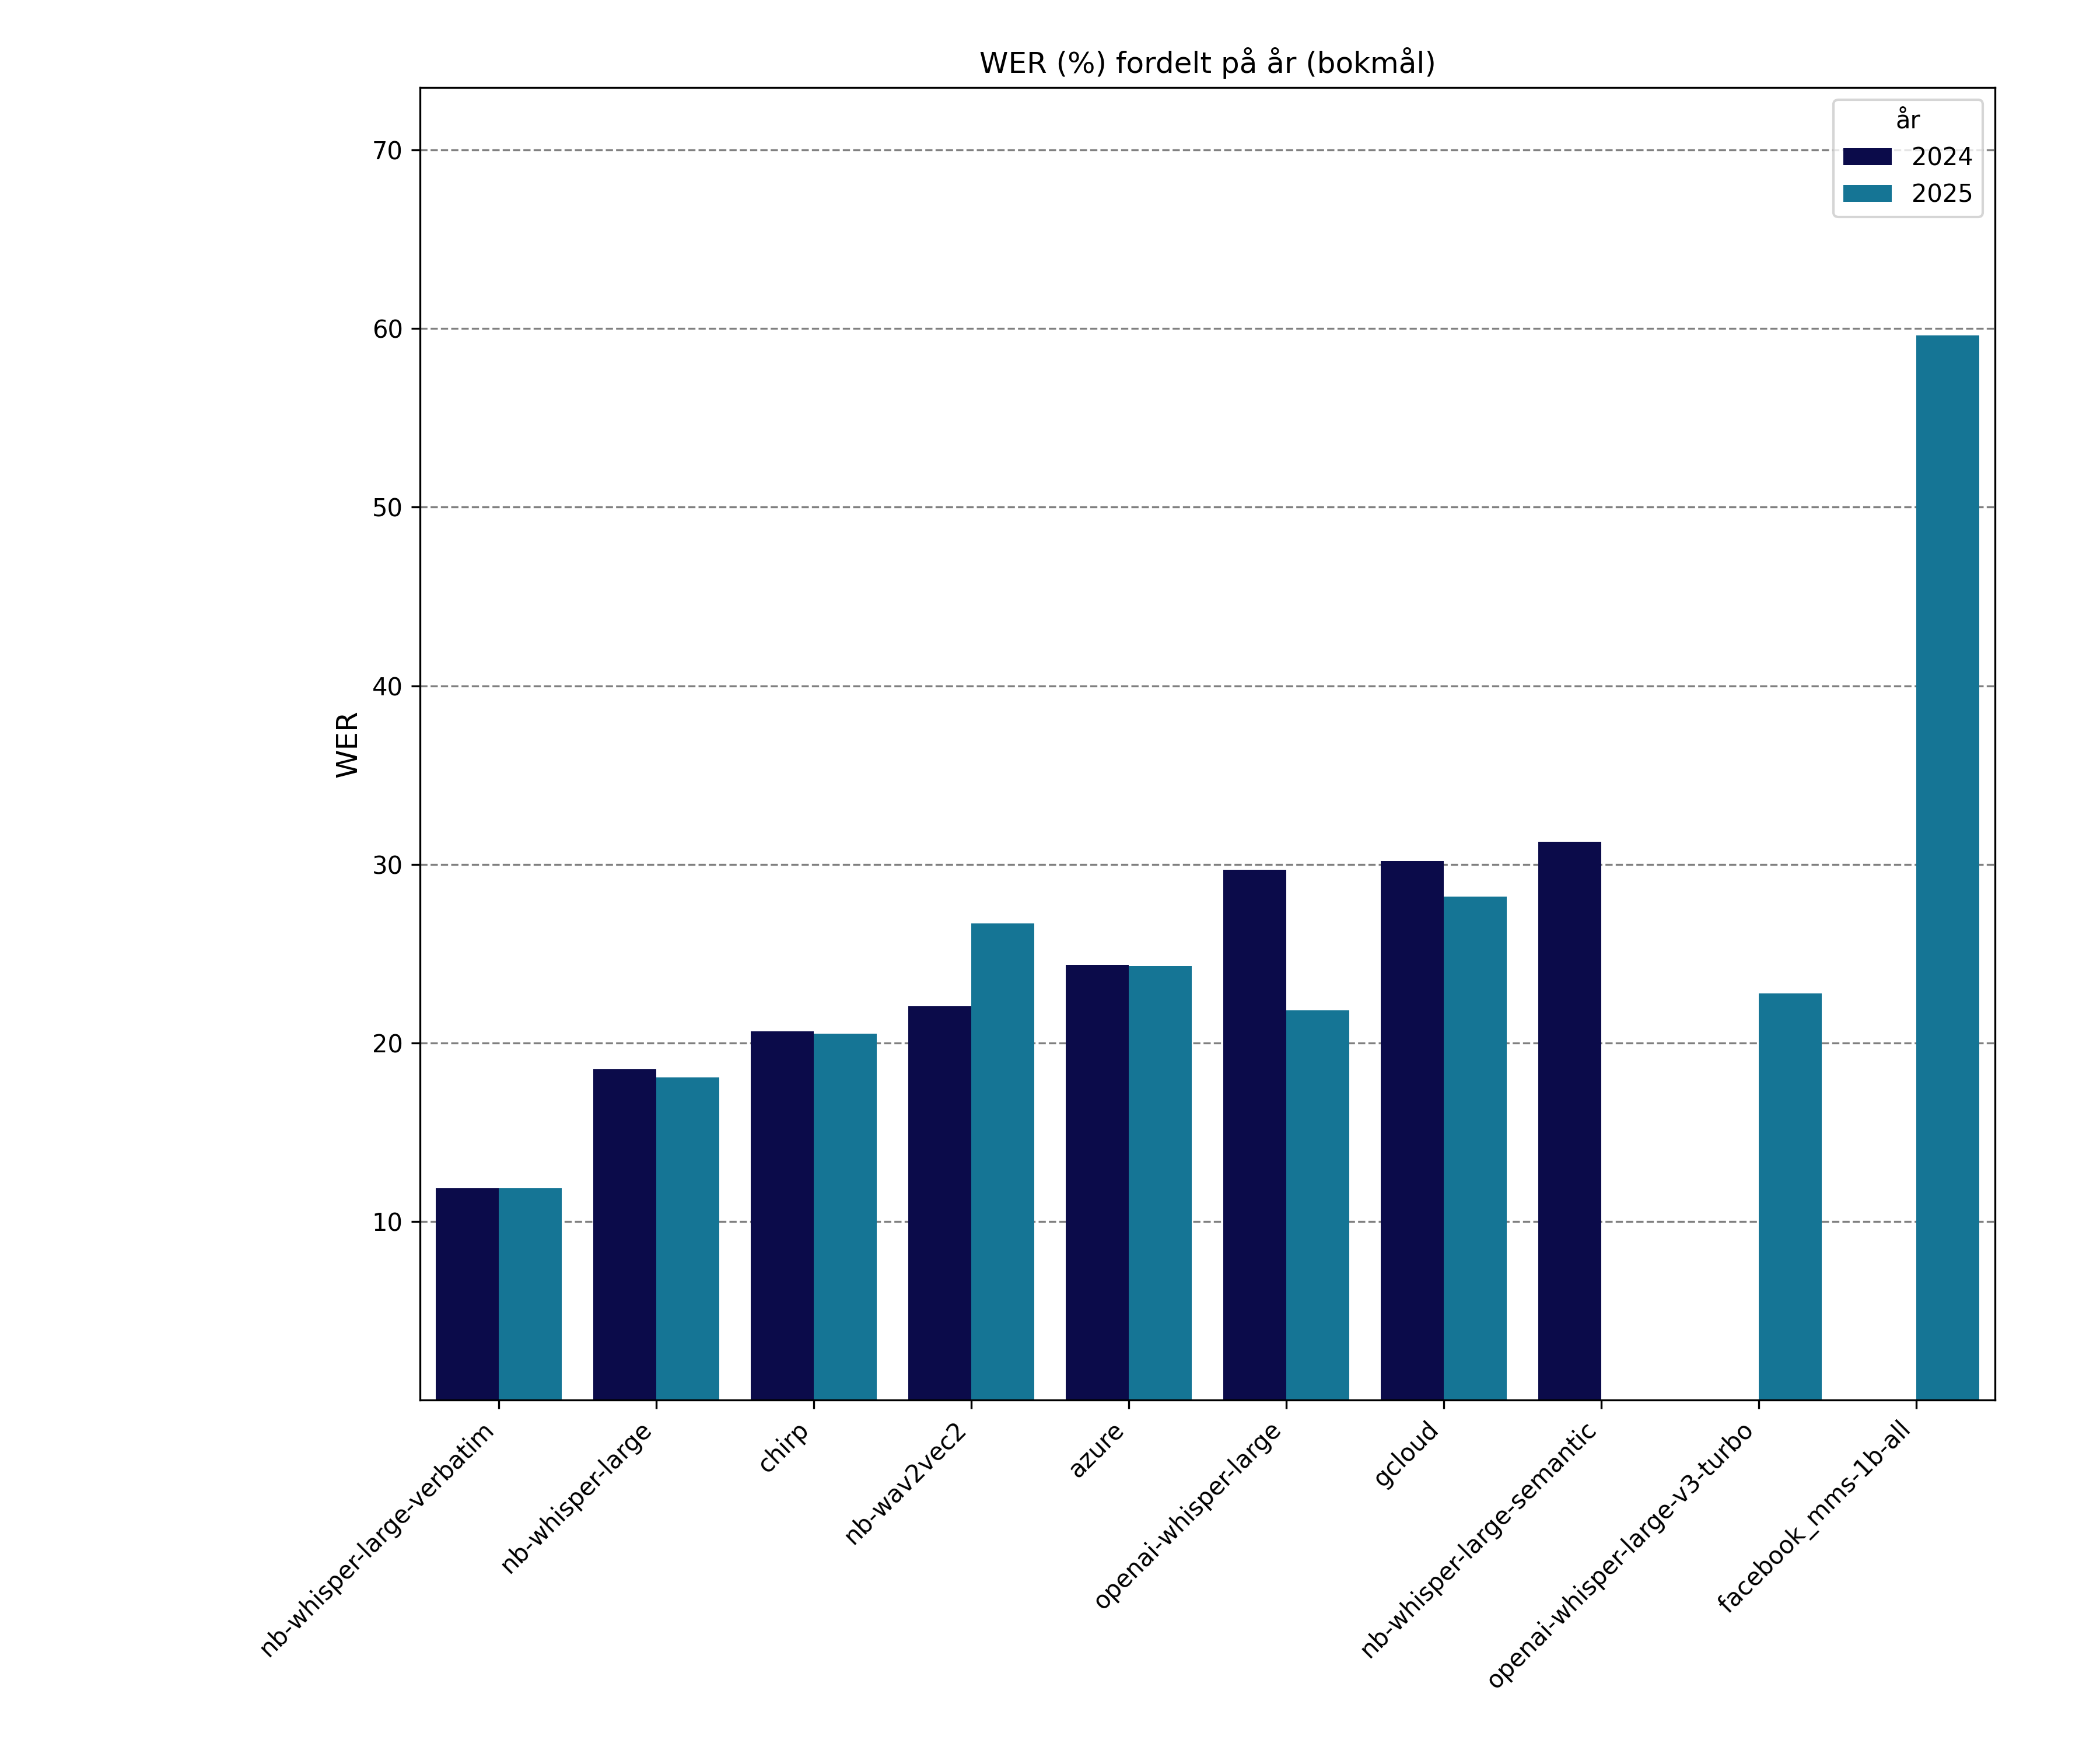 WER (%) fordelt på år (bokmål)
år
2024
2025
70
60
50
40
30
20
10
WER
nb-whisper-large-verbatim
nb-whisper-large
chirp
nb-wav2vec2
azure
openai-whisper-large
gcloud
nb-whisper-large-semantic
openai-whisper-large-v3-turbo
facebook_mms-1b-all